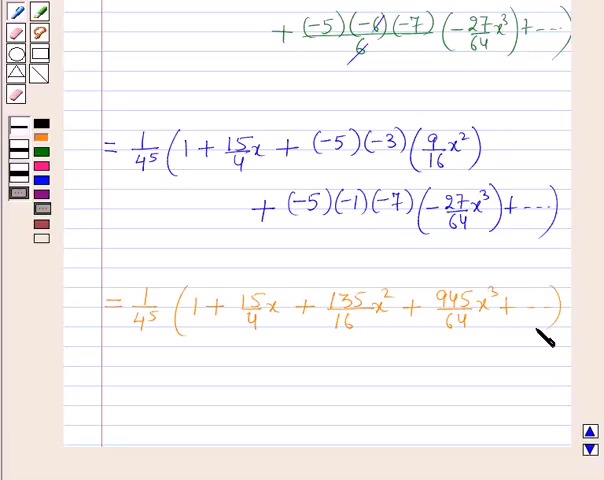 + (-5)(-6)(-7)/6 (-27/64 x³) + ---)
= 1/4⁵ (1 + 15/4 x + (-5)(-3)(9/16 x²)
+ (-5)(-1)(-7)(-27/64 x³) + ---)
= 1/4⁵ (1 + 15/4 x + 135/16 x² + 945/64 x³ + ---)